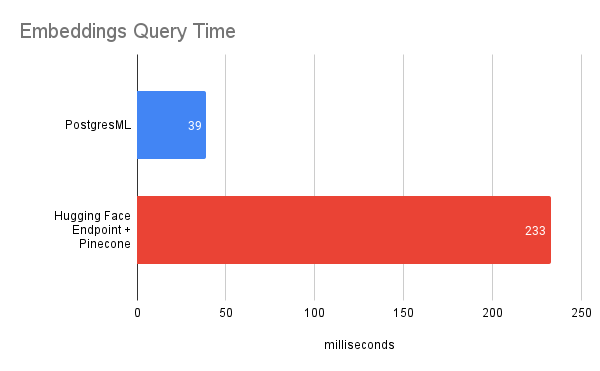 Embeddings Query Time
PostgresML
39
Hugging Face
Endpoint +
Pinecone
233
0 50 100 150 200 250
milliseconds